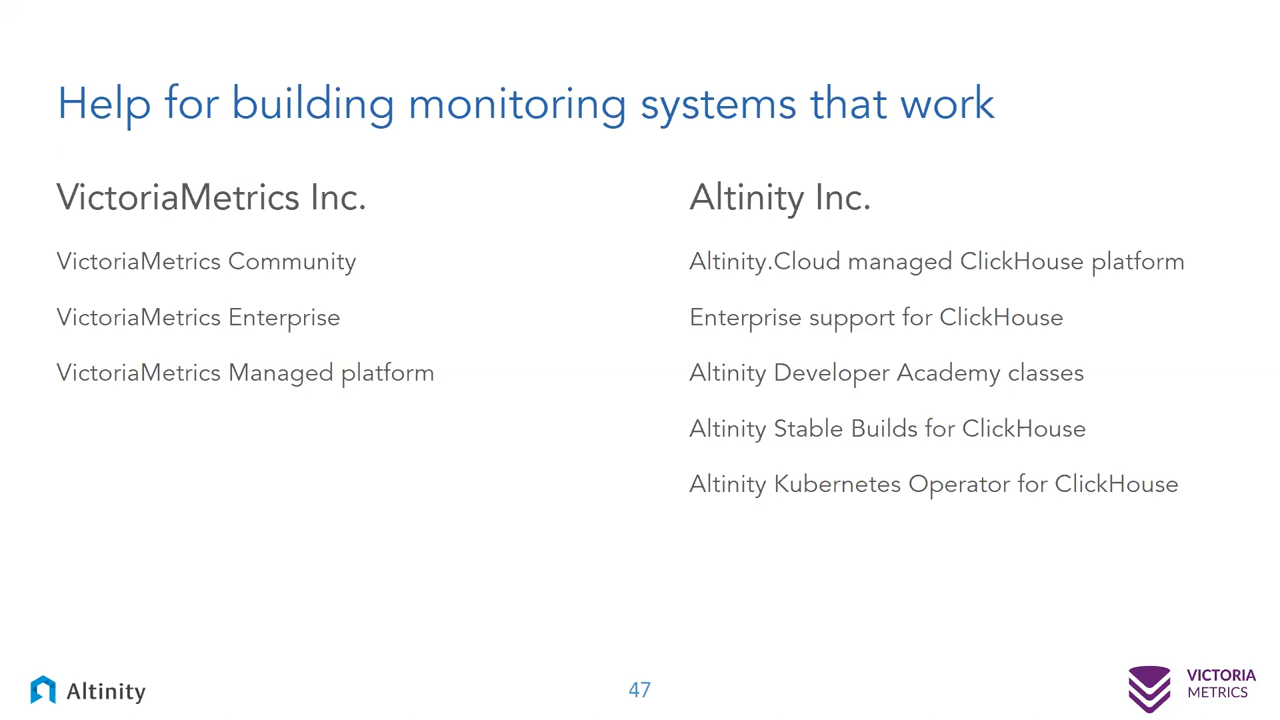 Help for building monitoring systems that work
VictoriaMetrics Inc.
VictoriaMetrics Community
VictoriaMetrics Enterprise
VictoriaMetrics Managed platform
Altinity Inc.
Altinity.Cloud managed ClickHouse platform
Enterprise support for ClickHouse
Altinity Developer Academy classes
Altinity Stable Builds for ClickHouse
Altinity Kubernetes Operator for ClickHouse
Altinity
47
VICTORIA
METRICS